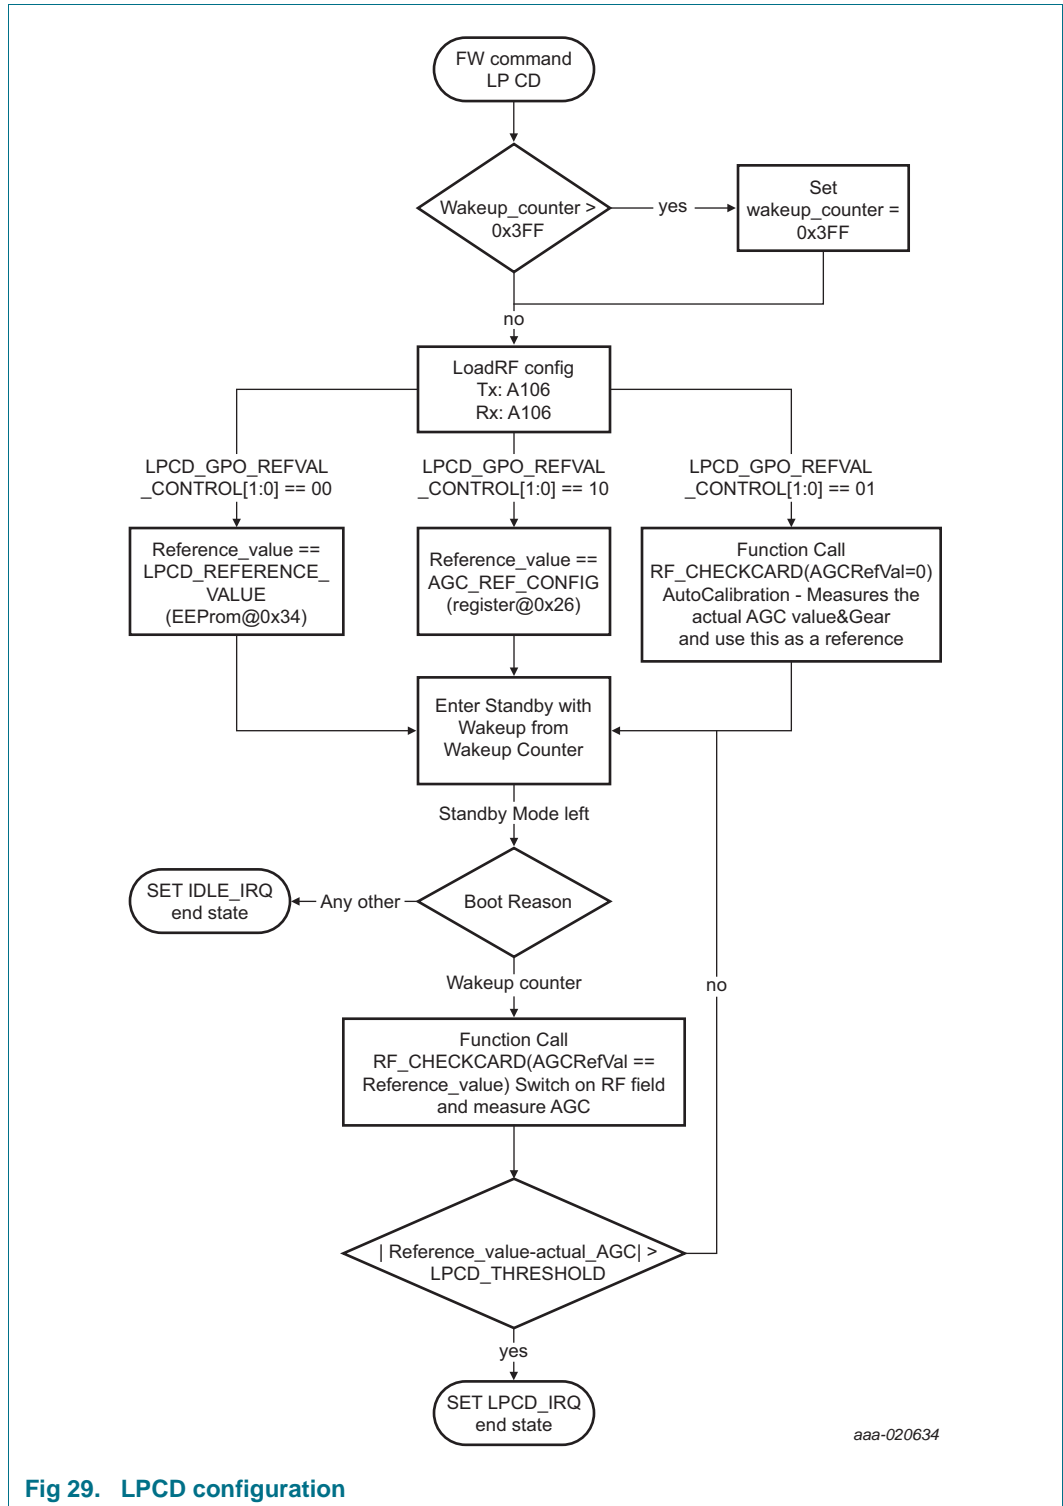 FW command
LP CD
Wakeup_counter >
0x3FF
yes
Set
wakeup_counter =
0x3FF
no
LoadRF config
Tx: A106
Rx: A106
LPCD_GPO_REFVAL
_CONTROL[1:0] == 00
LPCD_GPO_REFVAL
_CONTROL[1:0] == 10
LPCD_GPO_REFVAL
_CONTROL[1:0] == 01
Reference_value ==
LPCD_REFERENCE_
VALUE
(EEProm@0x34)
Reference_value ==
AGC_REF_CONFIG
(register@0x26)
Function Call
RF_CHECKCARD(AGCRefVal=0)
AutoCalibration - Measures the
actual AGC value&Gear
and use this as a reference
Enter Standby with
Wakeup from
Wakeup Counter
Standby Mode left
SET IDLE_IRQ
end state
Any other
Boot Reason
Wakeup counter
no
Function Call
RF_CHECKCARD(AGCRefVal ==
Reference_value) Switch on RF field
and measure AGC
| Reference_value-actual_AGC| >
LPCD_THRESHOLD
yes
SET LPCD_IRQ
end state
aaa-020634
Fig 29. LPCD configuration